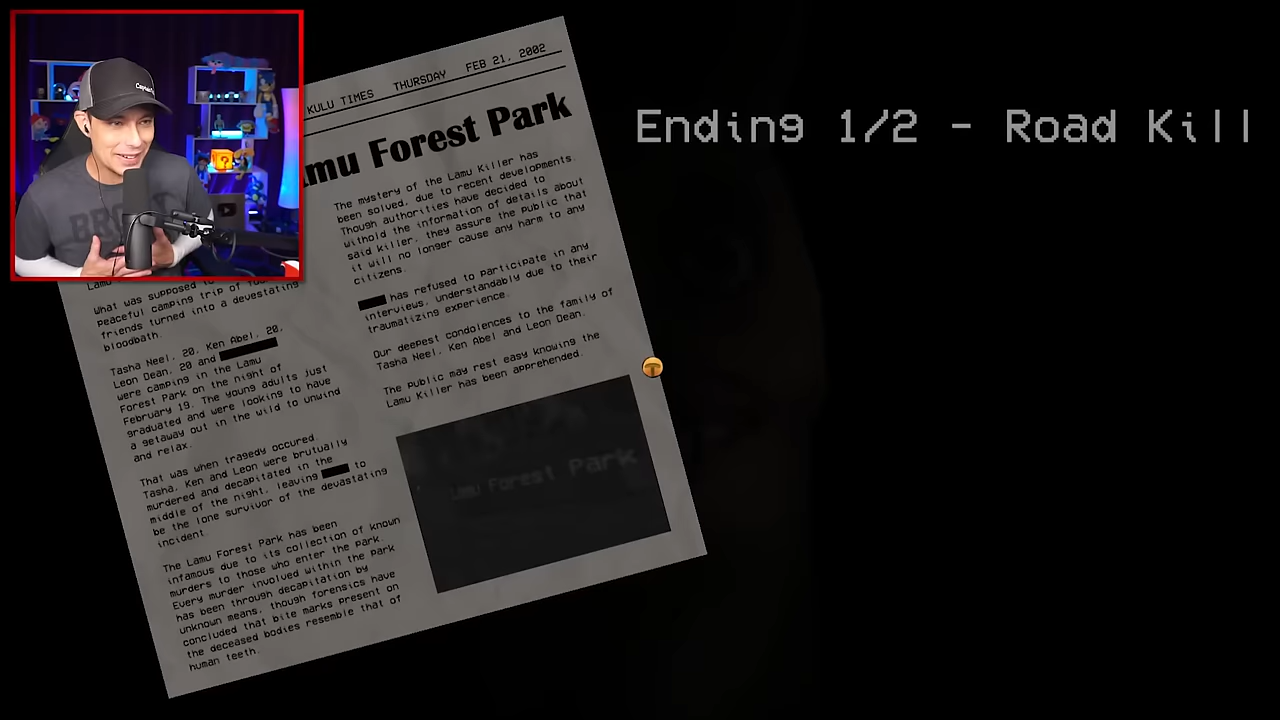 KULU TIMES THURSDAY FEB 21, 2002
Lamu Forest Park
Ending 1/2 - Road Kill
Lamu
What was supposed to
peaceful camping trip of
friends turned into a devestating
bloodbath.
Tasha Neel, 20, Ken Abel, 20,
Leon Dean, 20 and
were camping in the Lamu
Forest Park on the night of
February 19. The young adults just
graduated and were looking to have
a getaway out in the wild to unwind
and relax.
That was when tragedy occured.
Tasha, Ken and Leon were brutually
murdered and decapitated in the
middle of the night, leaving to
be the lone survivor of the devastating
incident
The Lamu Forest Park has been
infamous due to its collection of known
murders to those who enter the park.
Every murder involved within the park
has been through decapitation by
unknown means, though forensics have
concluded that bite marks present on
the deceased bodies resemble that of
human teeth.
The mystery of the Lamu Killer has
been solved, due to recent developments.
Though authorities have decided to
withold the information of details about
said killer, they assure the public that
it will no longer cause any harm to any
citizens.
has refused to participate in any
interviews, understandably due to their
traumatizing experience.
Our deepest condolences to the family of
Tasha Neel, Ken Abel and Leon Dean.
The public may rest easy knowing the
Lamu Killer has been apprehended.
Lamu Forest Park